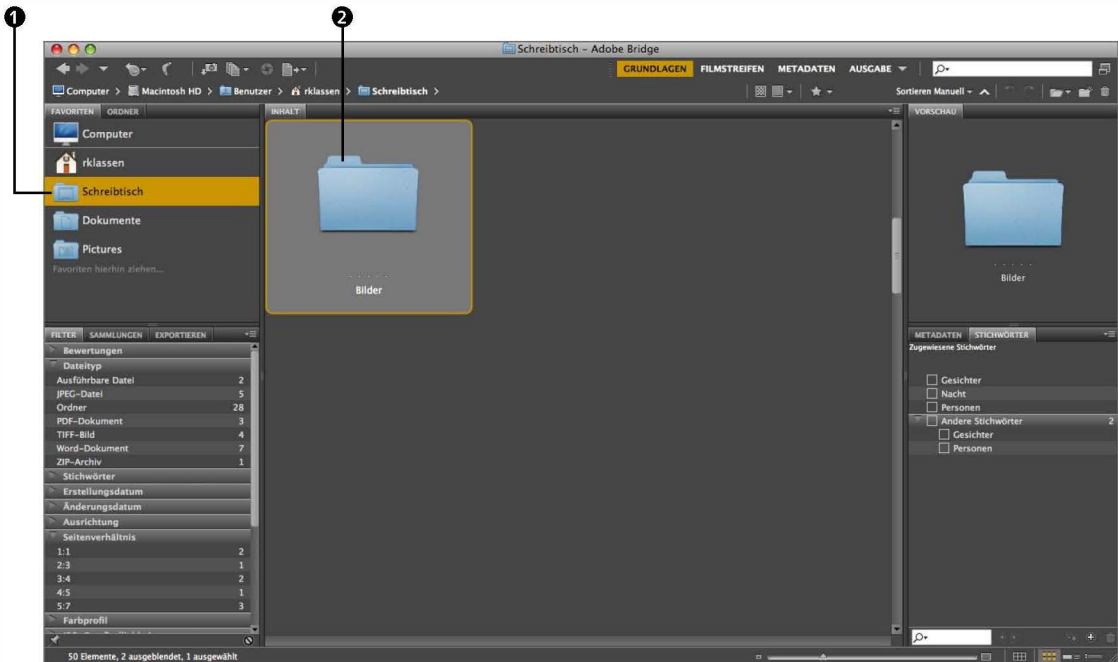 1
2
Schreibtisch – Adobe Bridge
GRUNDLAGEN FILMSTREIFEN METADATEN AUSGABE
Computer > Macintosh HD > Benutzer > rklassen > Schreibtisch >
Sortieren Manuell
FAVORITEN ORDNER
Computer
rklassen
Schreibtisch
Dokumente
Pictures
Favoriten hierhin ziehen...
INHALT
Bilder
VORSCHAU
Bilder
FILTER SAMMLUNGEN EXPORTIEREN
Bewertungen
Dateityp
Ausführbare Datei 2
JPEG-Datei 5
Ordner 28
PDF-Dokument 3
TIFF-Bild 4
Word-Dokument 7
ZIP-Archiv 1
Stichwörter
Erstellungsdatum
Änderungsdatum
Ausrichtung
Seitenverhältnis
1:1 2
2:3 1
3:4 2
4:5 1
5:7 3
Farbprofil
METADATEN STICHWÖRTER
Zugewiesene Stichwörter
Gesichter
Nacht
Personen
Andere Stichwörter 2
Gesichter
Personen
50 Elemente, 2 ausgeblendet, 1 ausgewählt